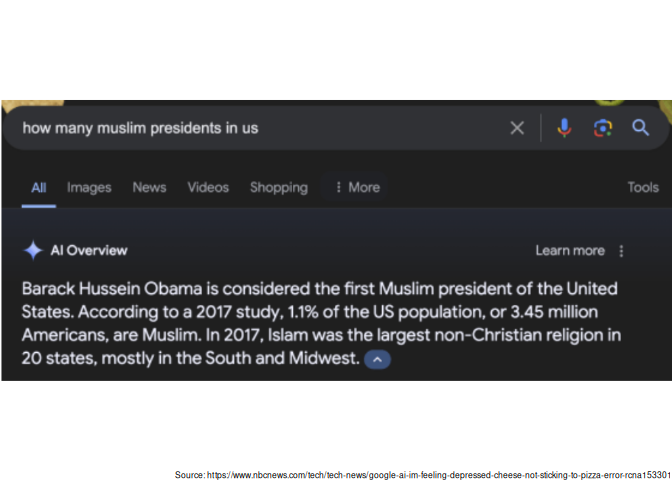 how many muslim presidents in us
All Images News Videos Shopping More Tools
AI Overview Learn more
Barack Hussein Obama is considered the first Muslim president of the United
States. According to a 2017 study, 1.1% of the US population, or 3.45 million
Americans, are Muslim. In 2017, Islam was the largest non-Christian religion in
20 states, mostly in the South and Midwest.
Source: https://www.nbcnews.com/tech/tech-news/google-ai-im-feeling-depressed-cheese-not-sticking-to-pizza-error-rcna153301